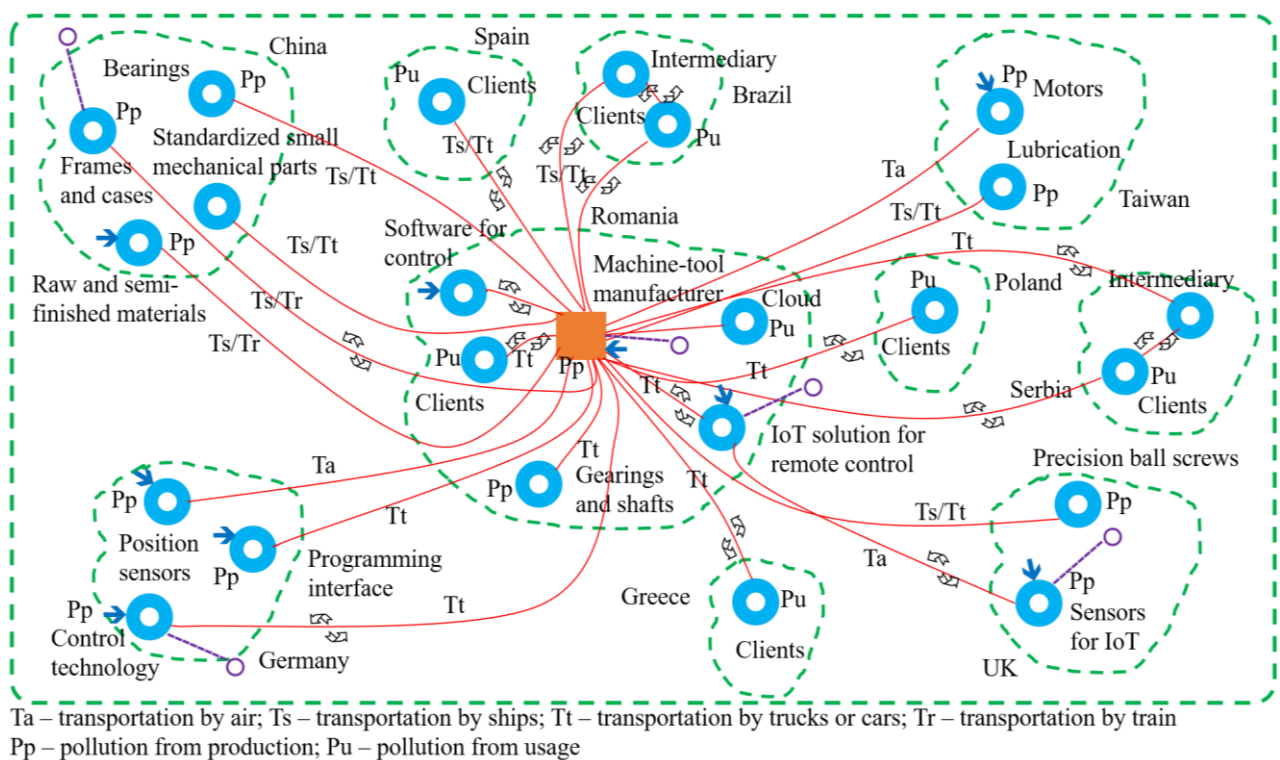 China
Bearings
Pp
Pp
Frames
and cases
Standardized small
mechanical parts
Pp
Raw and semi-
finished materials
Ts/Tt
Ts/Tt
Ts/Tr
Ts/Tr
Spain
Pu
Clients
Ts/Tt
Intermediary
Clients
Brazil
Pu
Ts/Tt
Pp
Motors
Lubrication
Pp
Taiwan
Ta
Ts/Tt
Romania
Software for
control
Machine-tool
manufacturer
Cloud
Pu
Pu
Tt
Clients
Pp
Tt
IoT solution for
remote control
Tt
Gearings
and shafts
Pp
Tt
Pu
Poland
Clients
Tt
Tt
Intermediary
Serbia
Pu
Clients
Precision ball screws
Pp
Ts/Tt
Ta
Pp
Sensors
for IoT
UK
Greece
Pu
Clients
Ta
Pp
Position
sensors
Tt
Pp
Programming
interface
Pp
Control
technology
Tt
Germany
Ta – transportation by air; Ts – transportation by ships; Tt – transportation by trucks or cars; Tr – transportation by train
Pp – pollution from production; Pu – pollution from usage